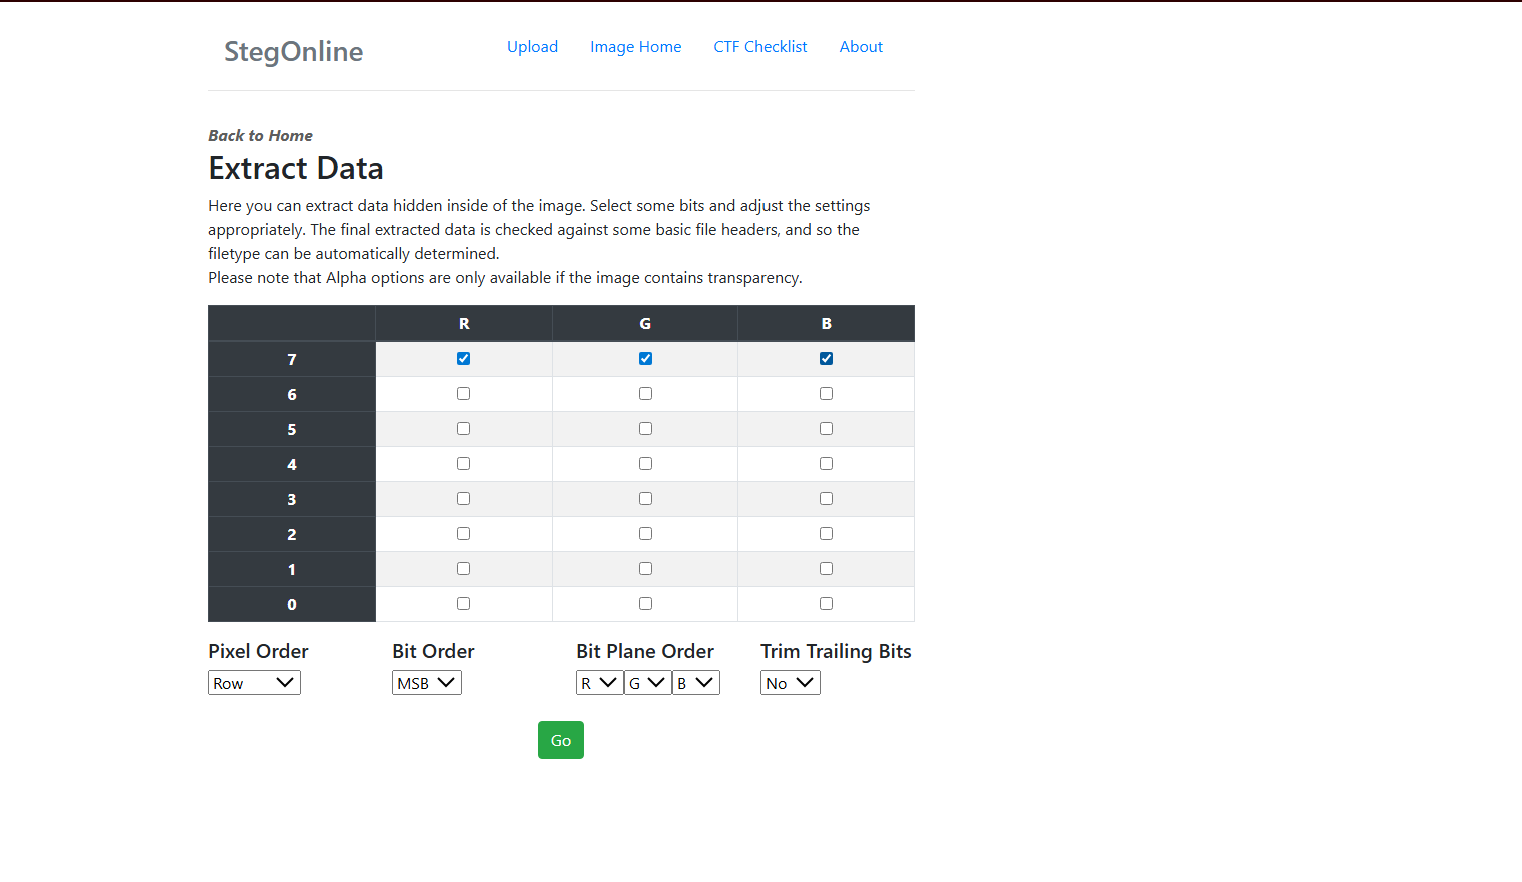 StegOnline
Upload Image Home CTF Checklist About
Back to Home
Extract Data
Here you can extract data hidden inside of the image. Select some bits and adjust the settings
appropriately. The final extracted data is checked against some basic file headers, and so the
filetype can be automatically determined.
Please note that Alpha options are only available if the image contains transparency.
R G B
7
6
5
4
3
2
1
0
Pixel Order Bit Order Bit Plane Order Trim Trailing Bits
Row MSB R G B No
Go